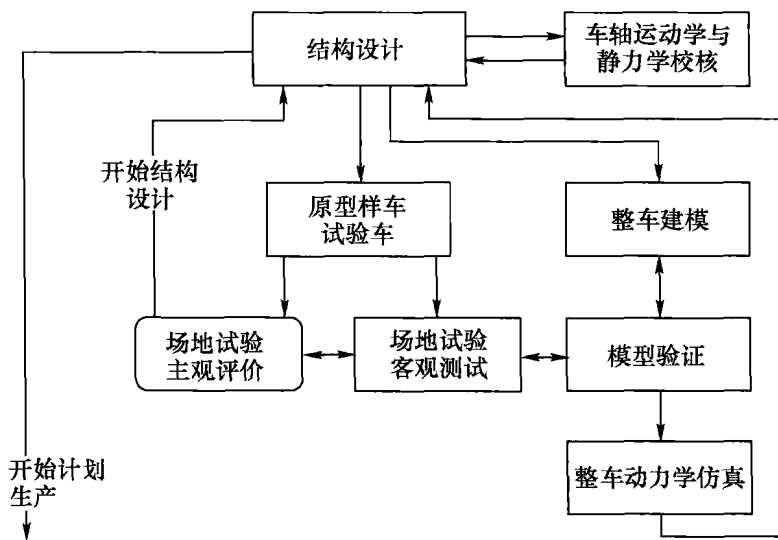 结构设计
车轴运动学与
静力学校核
开始结构
设计
原型样车
试验车
整车建模
场地试验
主观评价
场地试验
客观测试
模型验证
开始计划
生产
整车动力学仿真